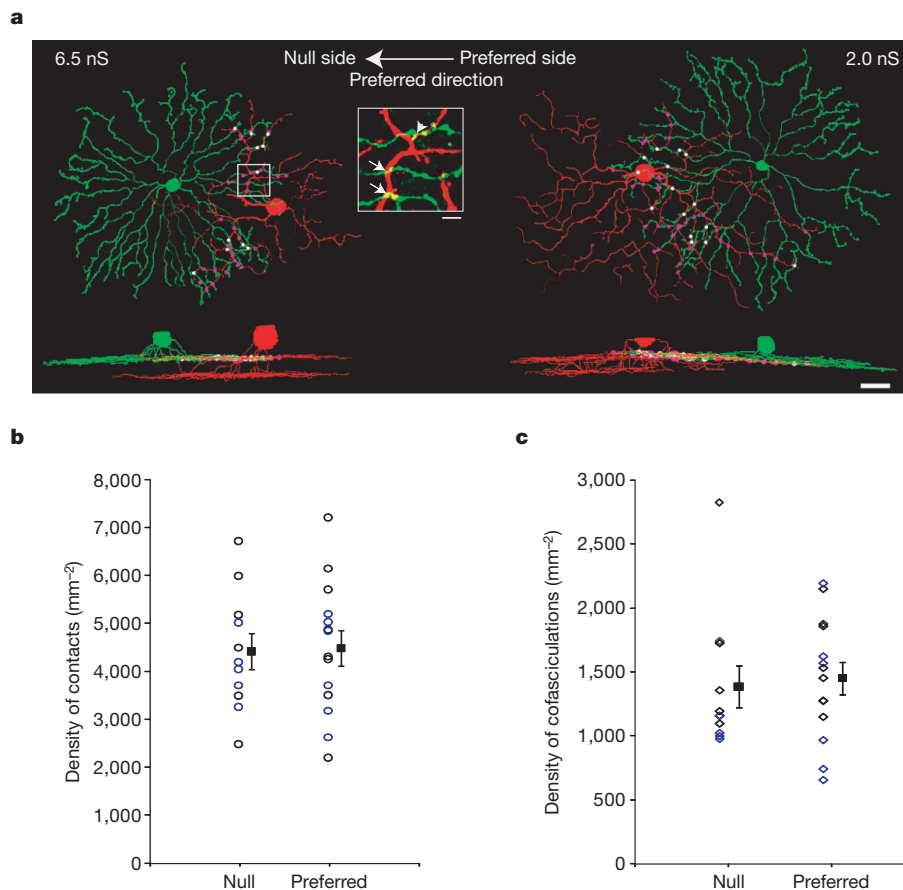 a
6.5 nS
Null side
Preferred side
2.0 nS
Preferred direction
b
Density of contacts (mm⁻²)
8,000
7,000
6,000
5,000
4,000
3,000
2,000
1,000
0
Null
Preferred
c
Density of cofasciculations (mm⁻²)
3,000
2,500
2,000
1,500
1,000
500
0
Null
Preferred